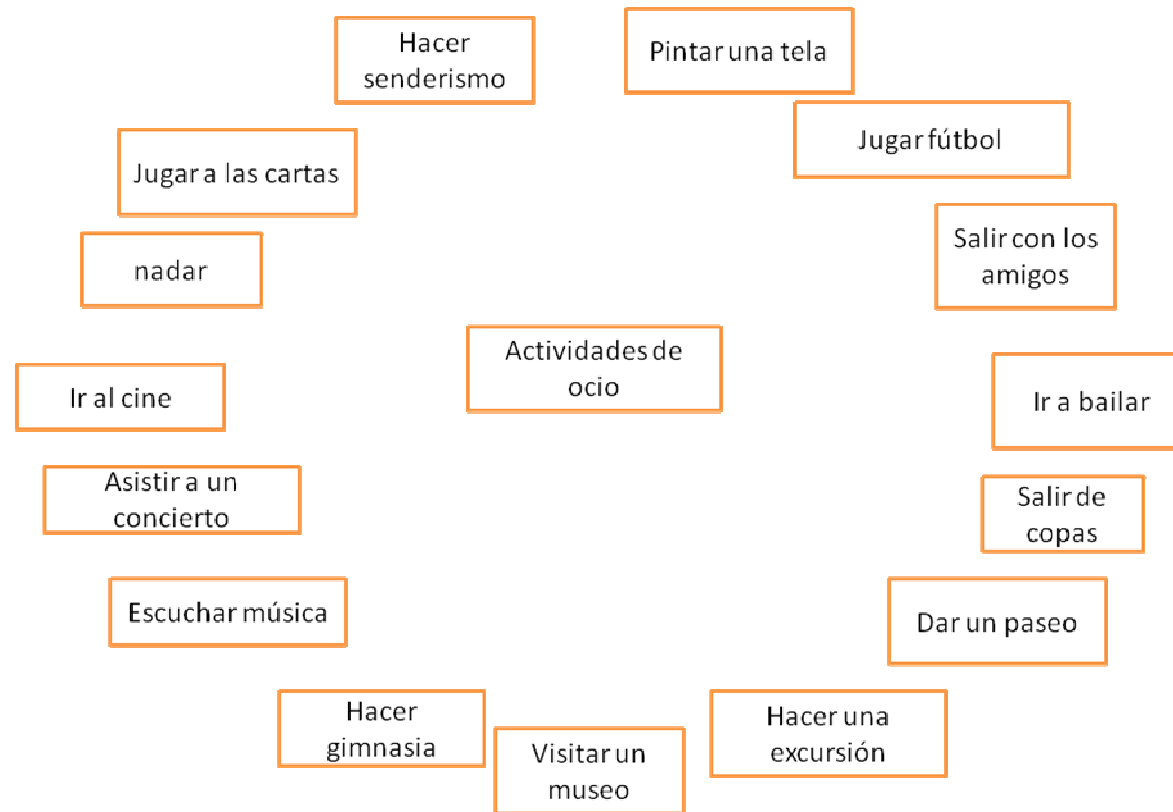 Hacer
senderismo
Pintar una tela
Jugar fútbol
Jugar a las cartas
Salir con los
amigos
nadar
Actividades de
ocio
Ir al cine
Ir a bailar
Asistir a un
concierto
Salir de
copas
Escuchar música
Dar un paseo
Hacer
gimnasia
Visitar un
museo
Hacer una
excursión